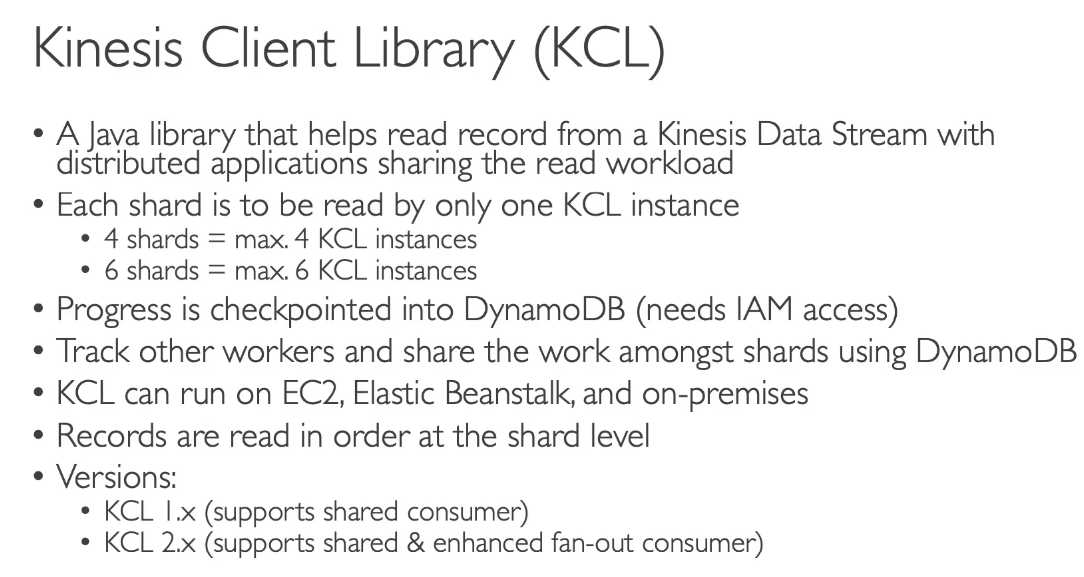 Kinesis Client Library (KCL)
• A Java library that helps read record from a Kinesis Data Stream with
distributed applications sharing the read workload
• Each shard is to be read by only one KCL instance
• 4 shards = max. 4 KCL instances
• 6 shards = max. 6 KCL instances
• Progress is checkpointed into DynamoDB (needs IAM access)
• Track other workers and share the work amongst shards using DynamoDB
• KCL can run on EC2, Elastic Beanstalk, and on-premises
• Records are read in order at the shard level
• Versions:
• KCL 1.x (supports shared consumer)
• KCL 2.x (supports shared & enhanced fan-out consumer)